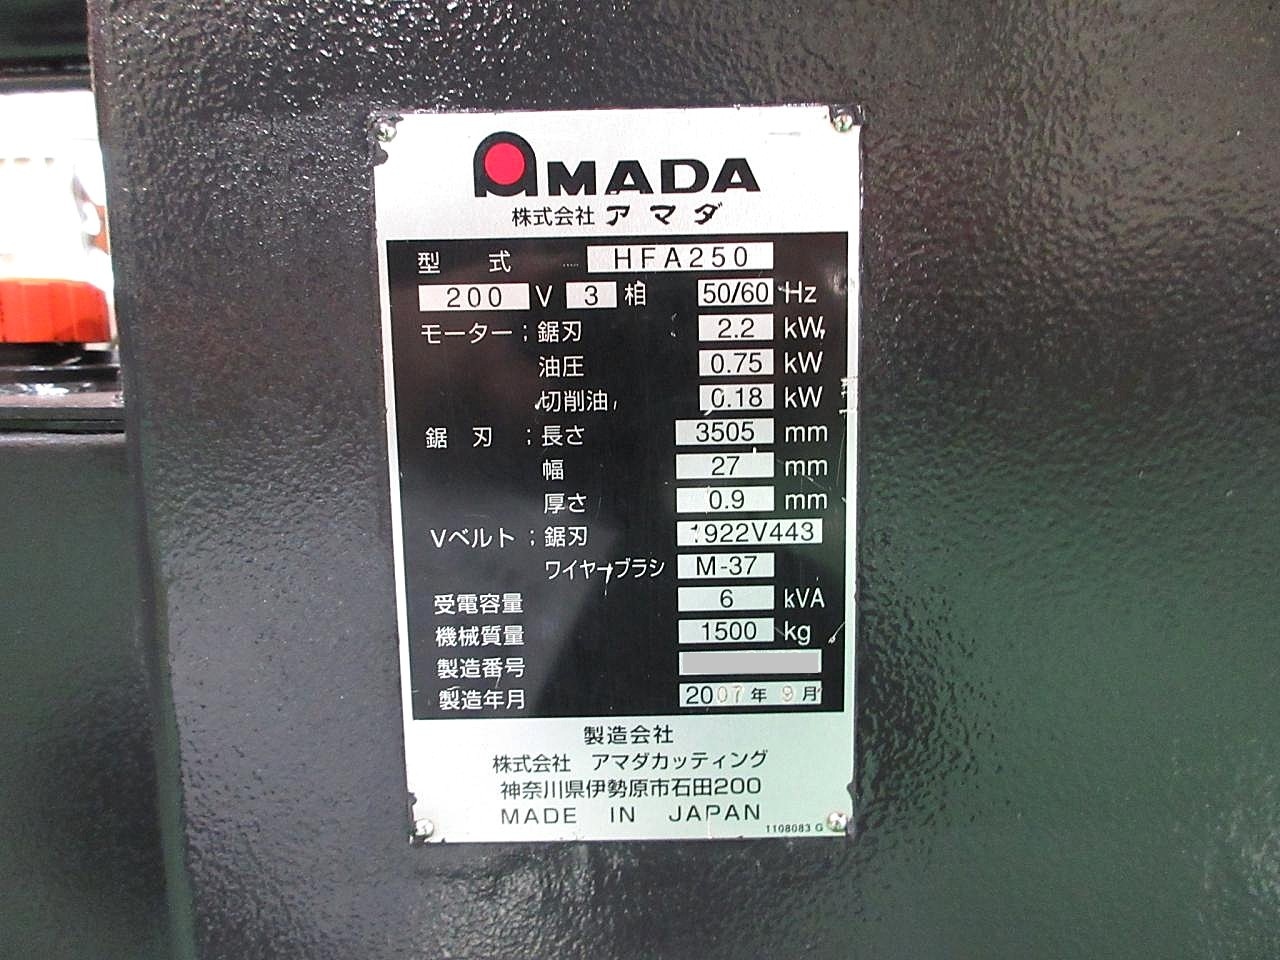 AMADA
株式会社 アマダ
型式 HFA250
200 V 3 相 50/60 Hz
モーター;鋸刃 2.2 kW
油圧 0.75 kW
切削油 0.18 kW
鋸刃;長さ 3505 mm
幅 27 mm
厚さ 0.9 mm
Vベルト;鋸刃 1922V443
ワイヤーブラシ M-37
受電容量 6 kVA
機械質量 1500 kg
製造番号
製造年月 2007年 9月
製造会社
株式会社 アマダカッティング
神奈川県伊勢原市石田200
MADE IN JAPAN
1108083 G